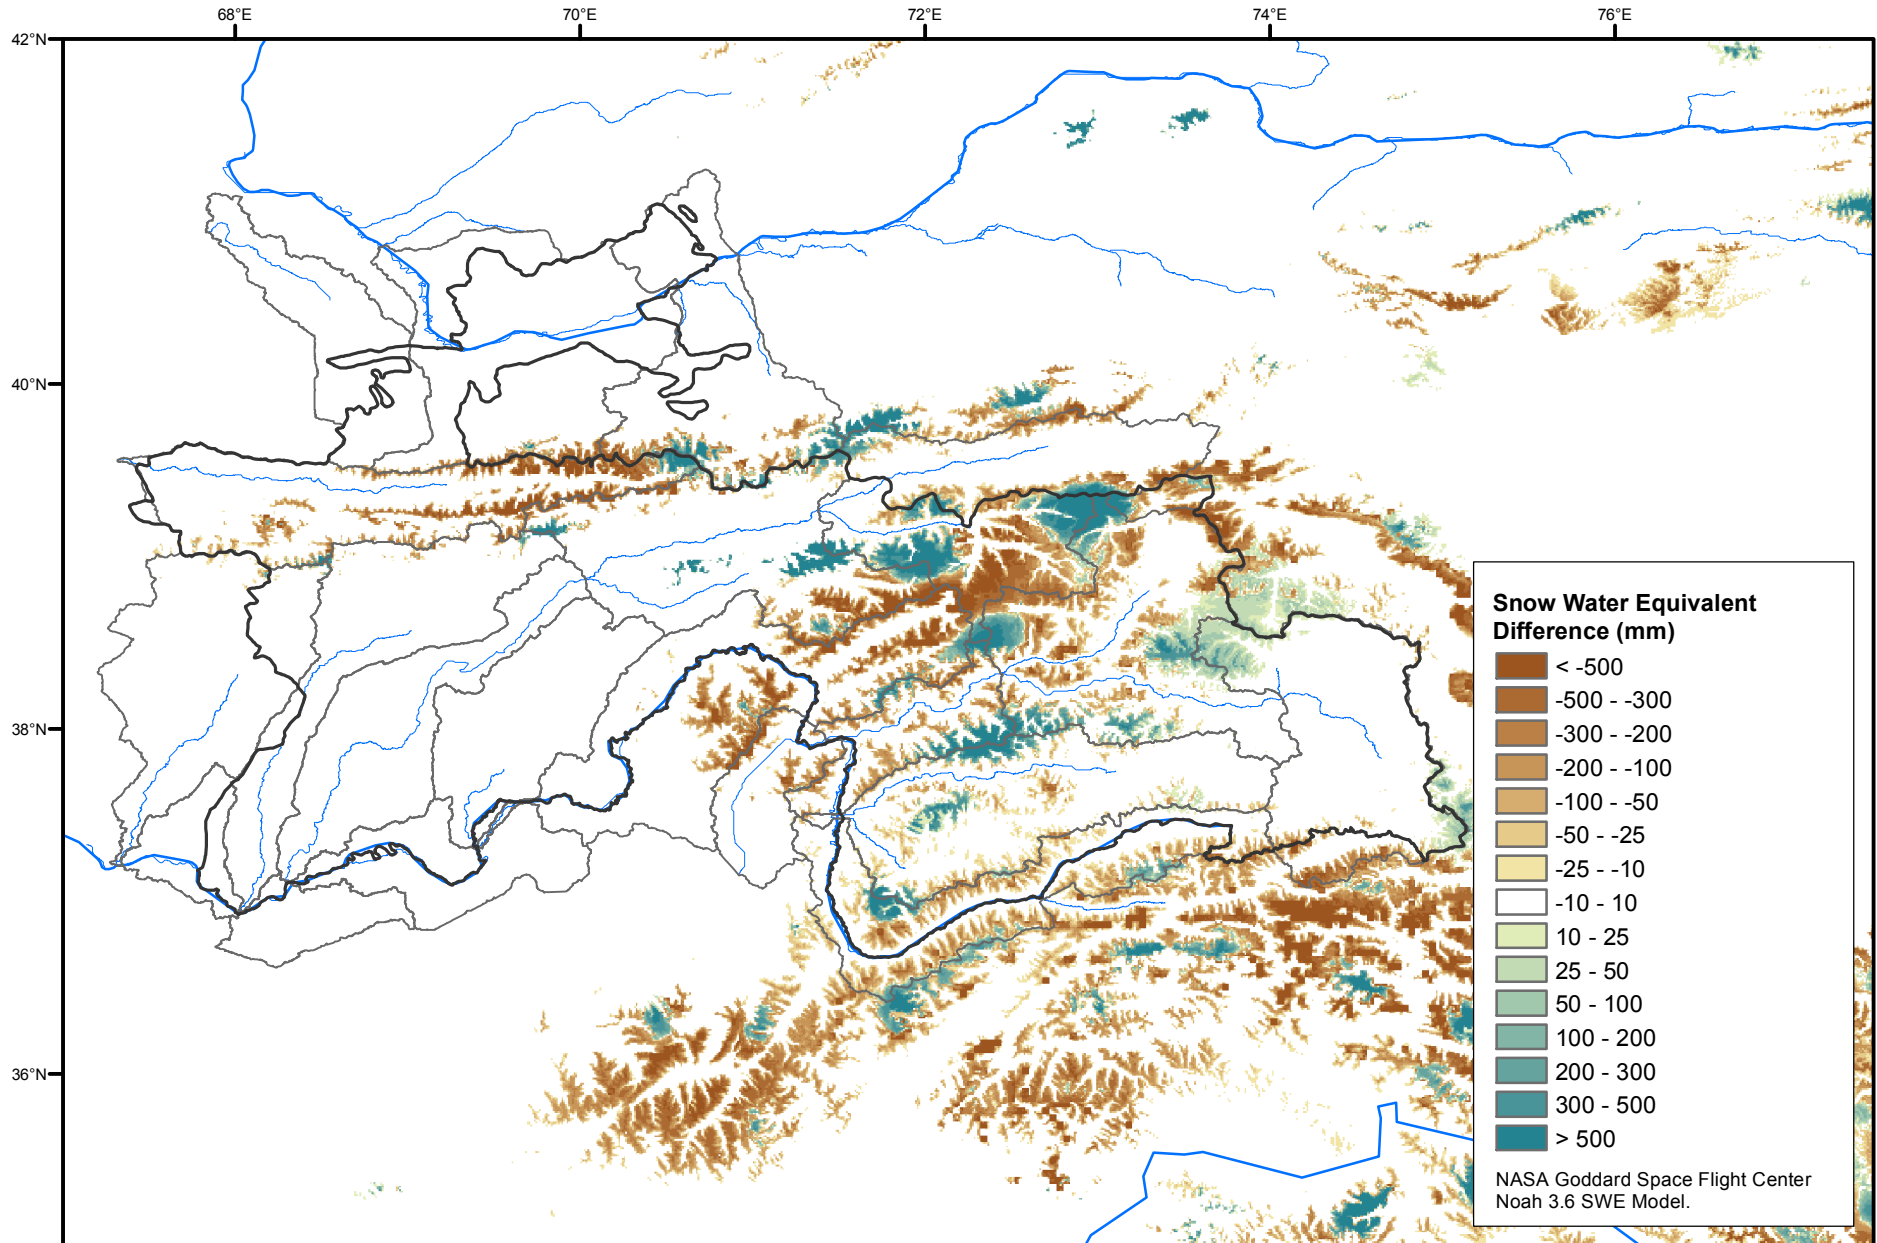 68°E
70°E
72°E
74°E
76°E
42°N
40°N
38°N
36°N
Snow Water Equivalent
Difference (mm)
< -500
-500 - -300
-300 - -200
-200 - -100
-100 - -50
-50 - -25
-25 - -10
-10 - 10
10 - 25
25 - 50
50 - 100
100 - 200
200 - 300
300 - 500
> 500
NASA Goddard Space Flight Center
Noah 3.6 SWE Model.